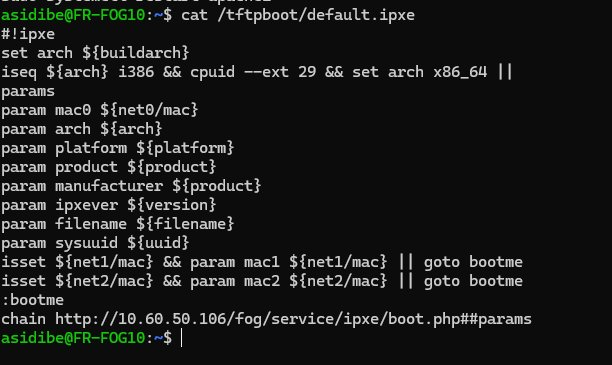 asidibe@FR-FOG10:~$ cat /tftpboot/default.ipxe
#!ipxe
set arch ${buildarch}
iseq ${arch} i386 && cpuid --ext 29 && set arch x86_64 ||
params
param mac0 ${net0/mac}
param arch ${arch}
param platform ${platform}
param product ${product}
param manufacturer ${product}
param ipxever ${version}
param filename ${filename}
param sysuuid ${uuid}
isset ${net1/mac} && param mac1 ${net1/mac} || goto bootme
isset ${net2/mac} && param mac2 ${net2/mac} || goto bootme
:bootme
chain http://10.60.50.106/fog/service/ipxe/boot.php##params
asidibe@FR-FOG10:~$